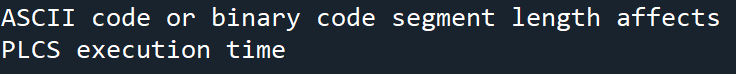 ASCII code or binary code segment length affects
PLCS execution time